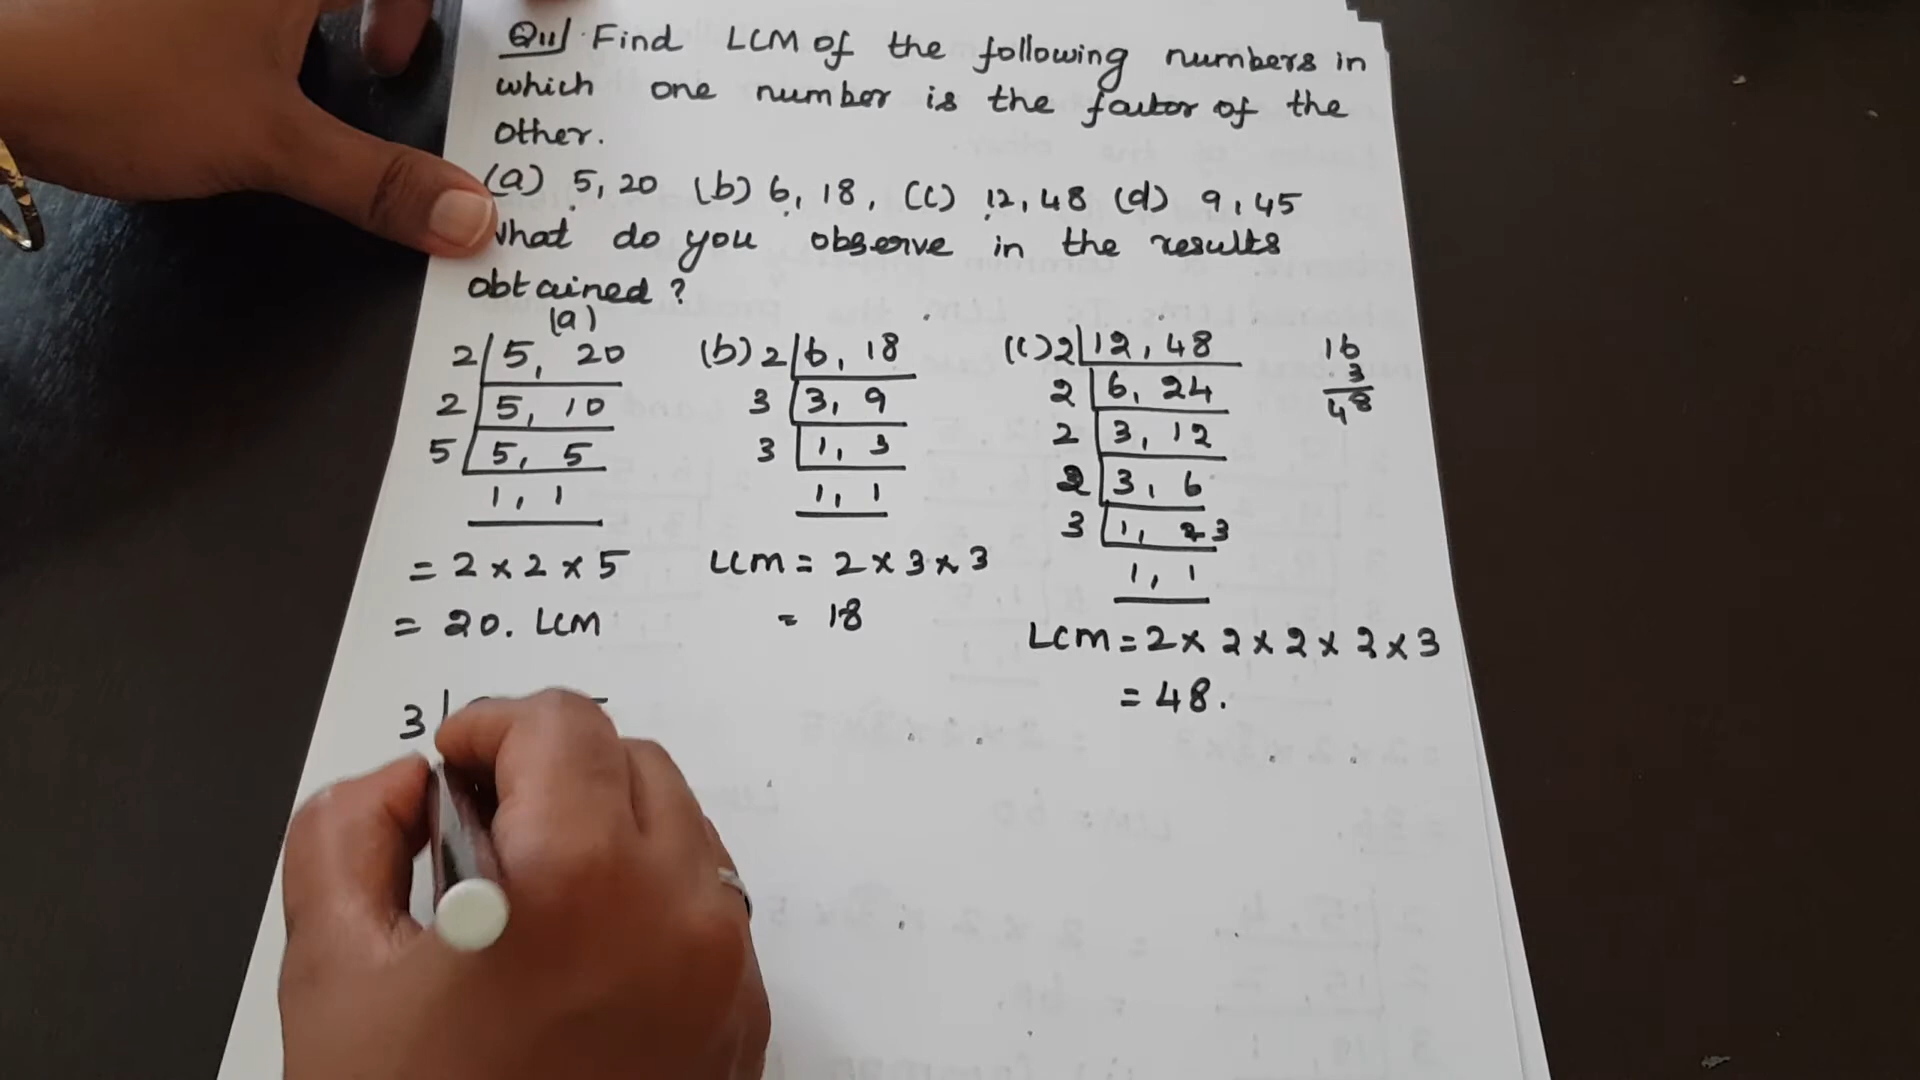 Q11) Find LCM of the following numbers in
which one number is the factor of the
other.
(a) 5, 20 (b) 6, 18, (c) 12, 48 (d) 9, 45
What do you observe in the results
obtained?
(a)
2 5, 20
2 5, 10
5 5, 5
1, 1
= 2 x 2 x 5
= 20. LCM
(b) 2 6, 18
3 3, 9
3 1, 3
1, 1
LCM = 2 x 3 x 3
= 18
(c) 2 12, 48
2 6, 24
2 3, 12
2 3, 6
3 1, 3
1, 1
LCM = 2 x 2 x 2 x 2 x 3
= 48.
16
3
48
3